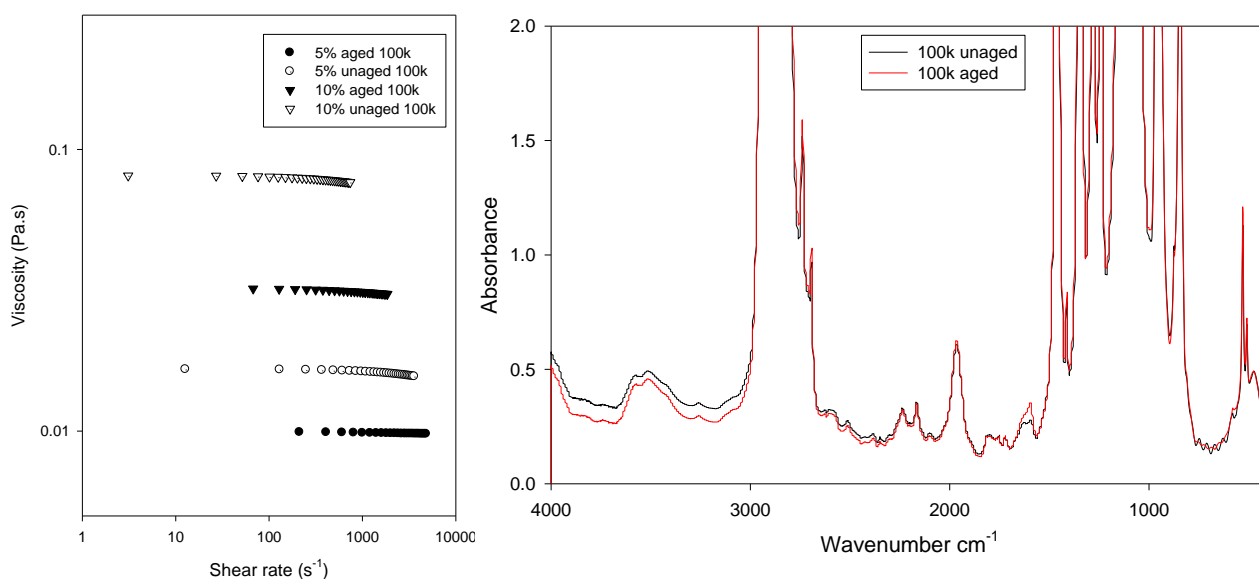 5% aged 100k
5% unaged 100k
10% aged 100k
10% unaged 100k
0.1
0.01
Viscosity (Pa.s)
1 10 100 1000 10000
Shear rate (s⁻¹)
100k unaged
100k aged
2.0
1.5
1.0
0.5
0.0
Absorbance
4000 3000 2000 1000
Wavenumber cm⁻¹